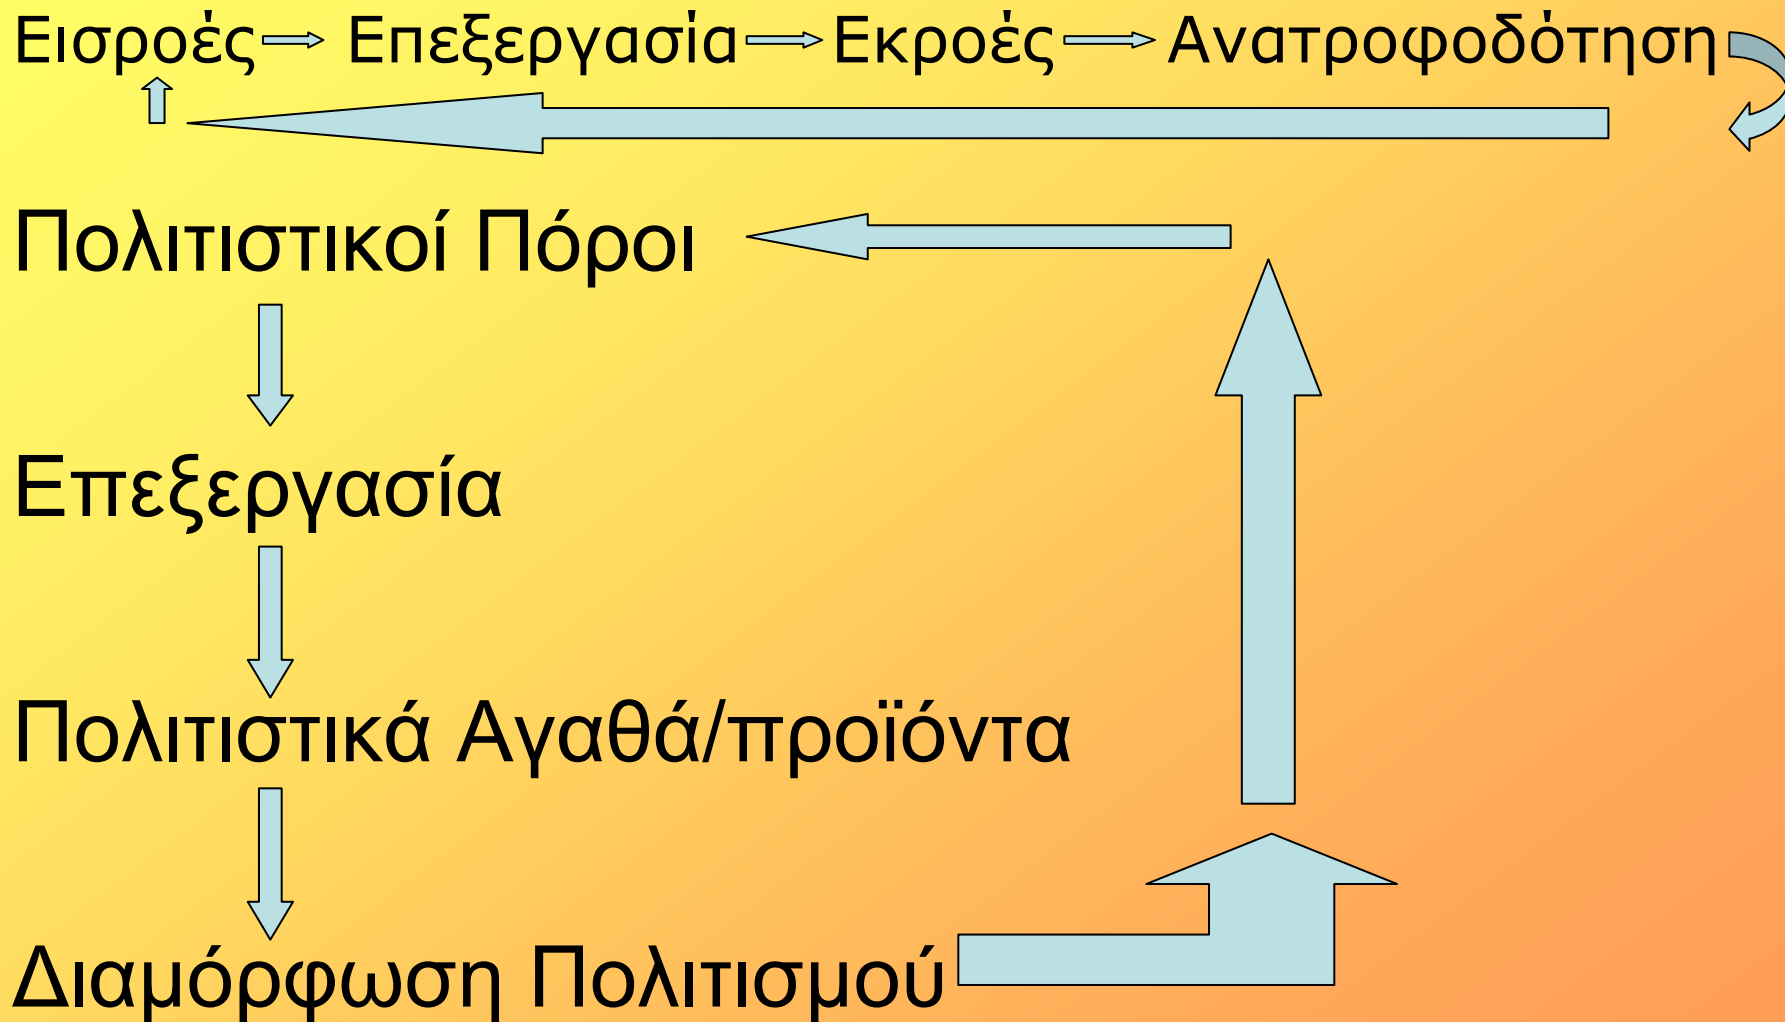 Εισροές Επεξεργασία Εκροές Ανατροφοδότηση
Πολιτιστικοί Πόροι
Επεξεργασία
Πολιτιστικά Αγαθά/προϊόντα
Διαμόρφωση Πολιτισμού